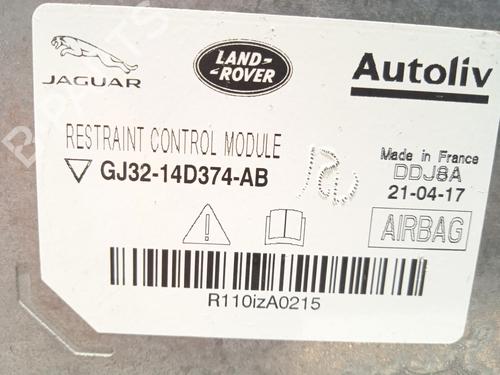 JAGUAR
LAND-
-ROVER
Autoliv
RESTRAINT CONTROL MODULE
GJ32-14D374-AB
Made in France
DDJ8A
21-04-17
AIRBAG
R110izA0215